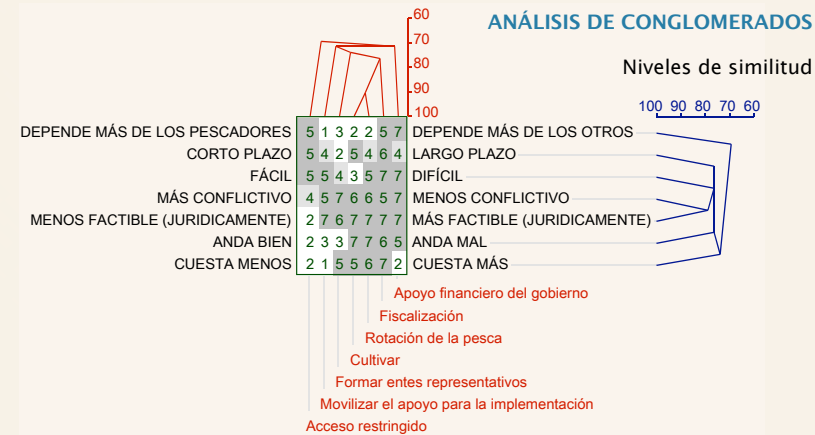 ANÁLISIS DE CONGLOMERADOS
Niveles de similitud
60
70
80
90
100
100 90 80 70 60
DEPENDE MÁS DE LOS PESCADORES 5 1 3 2 2 5 7 DEPENDE MÁS DE LOS OTROS
CORTO PLAZO 5 4 2 5 4 6 4 LARGO PLAZO
FÁCIL 5 5 4 3 5 7 7 DIFÍCIL
MÁS CONFLICTIVO 4 5 7 6 6 5 7 MENOS CONFLICTIVO
MENOS FACTIBLE (JURIDICAMENTE) 2 7 6 7 7 7 7 MÁS FACTIBLE (JURIDICAMENTE)
ANDA BIEN 2 3 3 7 7 6 5 ANDA MAL
CUESTA MENOS 2 1 5 5 6 7 2 CUESTA MÁS
Apoyo financiero del gobierno
Fiscalización
Rotación de la pesca
Cultivar
Formar entes representativos
Movilizar el apoyo para la implementación
Acceso restringido